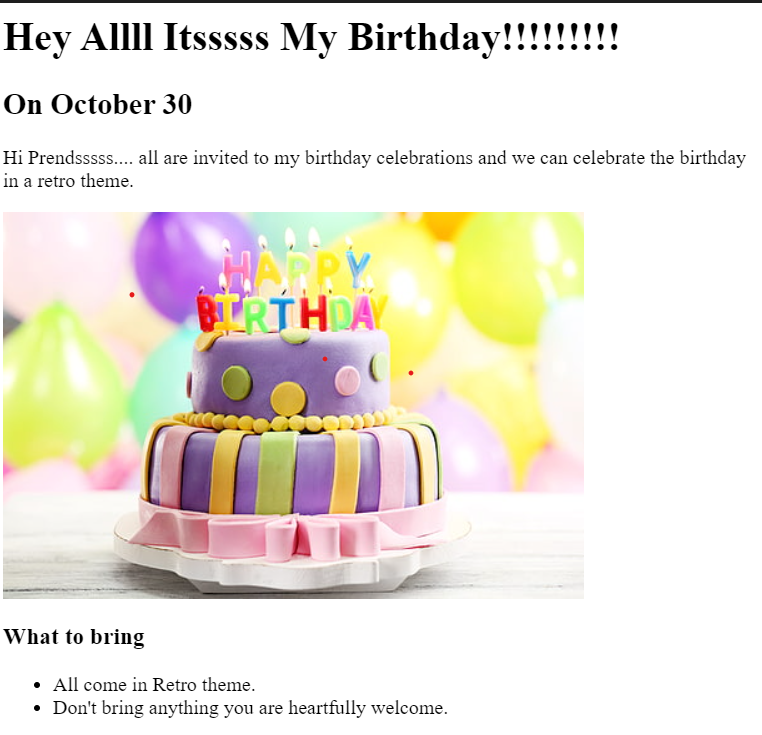 Hey Allll Itsssss My Birthday!!!!!!!!!
On October 30
Hi Prendsssss.... all are invited to my birthday celebrations and we can celebrate the birthday
in a retro theme.
HAPPY
BIRTHDAY
What to bring
All come in Retro theme.
Don't bring anything you are heartfully welcome.